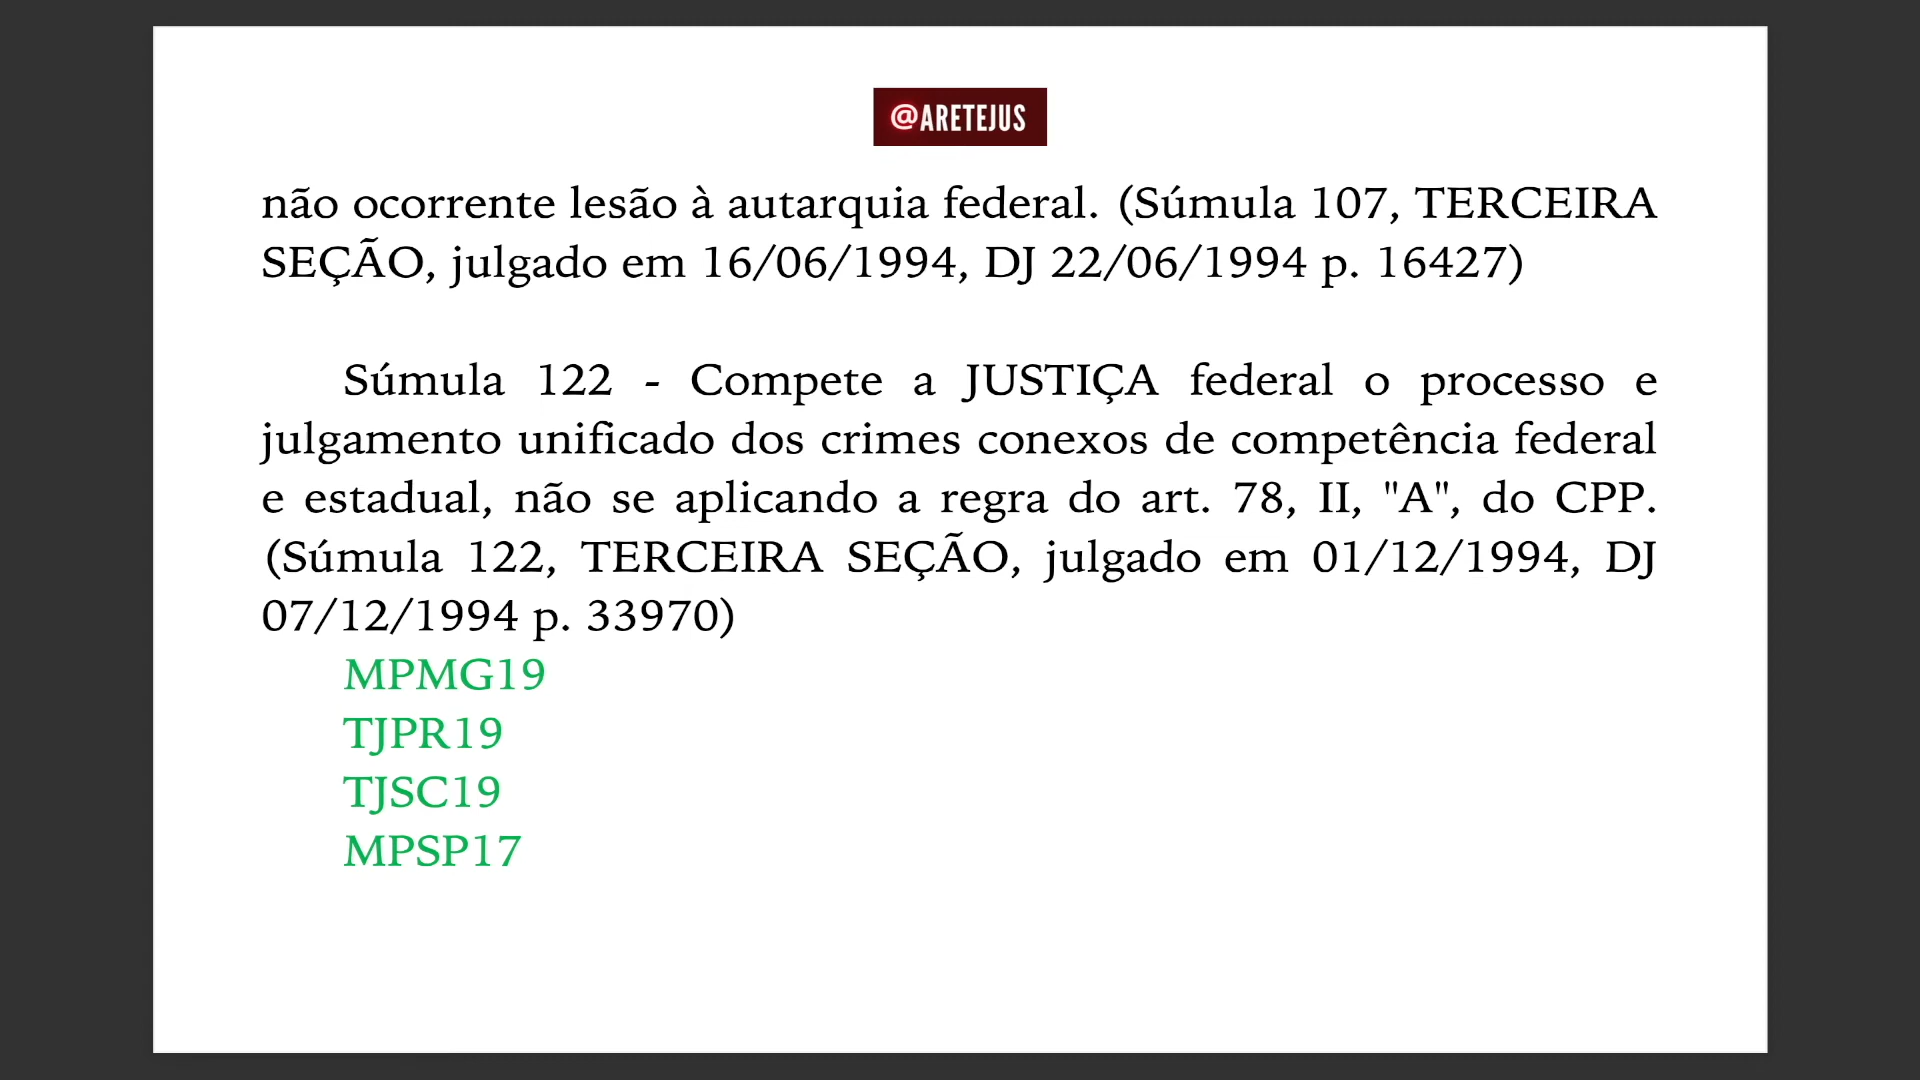 @ARETEJUS
não ocorrente lesão à autarquia federal. (Súmula 107, TERCEIRA
SEÇÃO, julgado em 16/06/1994, DJ 22/06/1994 p. 16427)
Súmula 122 - Compete a JUSTIÇA federal o processo e
julgamento unificado dos crimes conexos de competência federal
e estadual, não se aplicando a regra do art. 78, II, "A", do CPP.
(Súmula 122, TERCEIRA SEÇÃO, julgado em 01/12/1994, DJ
07/12/1994 p. 33970)
MPMG19
TJPR19
TJSC19
MPSP17